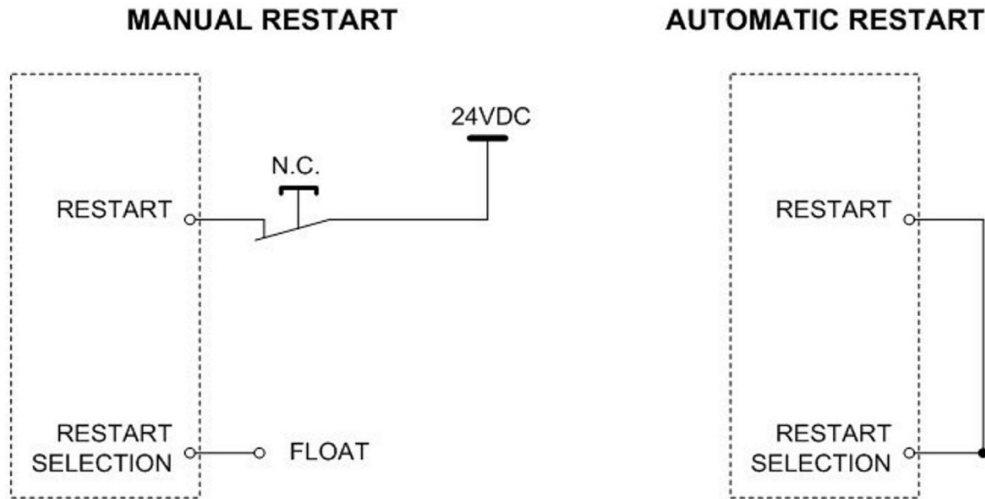 MANUAL RESTART
24VDC
N.C.
RESTART
RESTART
SELECTION
FLOAT
AUTOMATIC RESTART
RESTART
RESTART
SELECTION